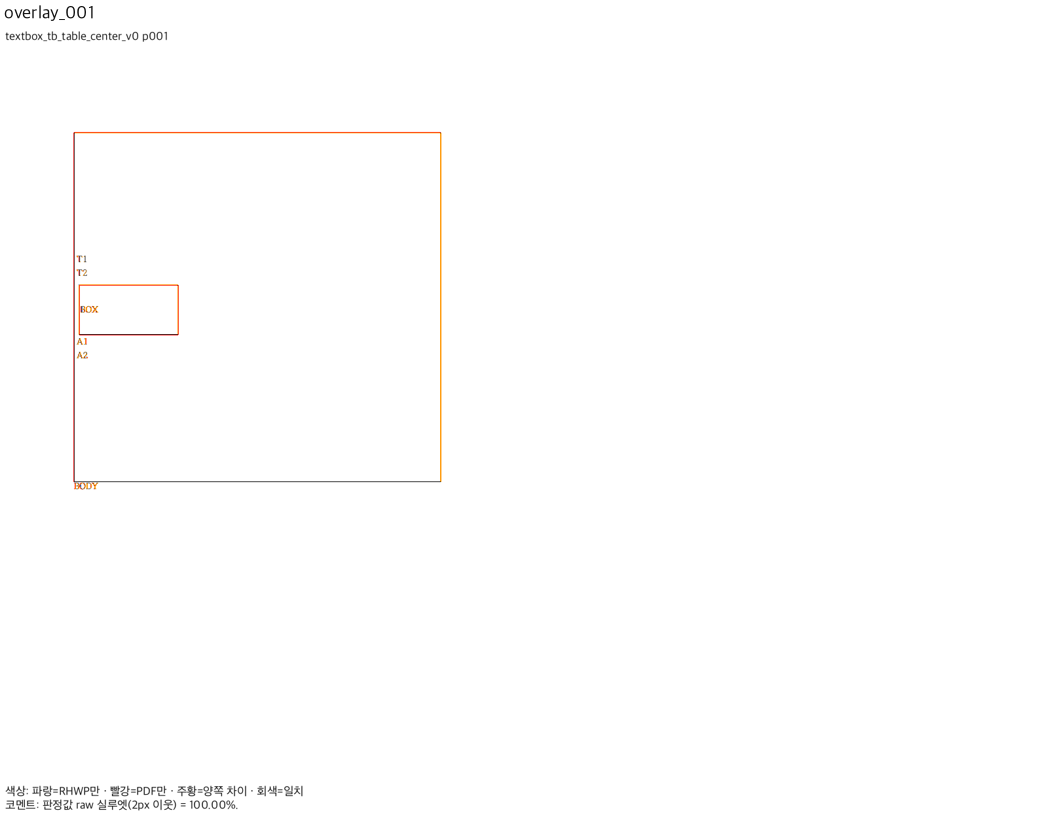 overlay_001
textbox_tb_table_center_v0 p001
T1
T2
BOX
A1
A2
BODY
색상: 파랑=RHWP만 · 빨강=PDF만 · 주황=양쪽 차이 · 회색=일치
코멘트: 판정값 raw 실루엣(2px 이웃) = 100.00%.